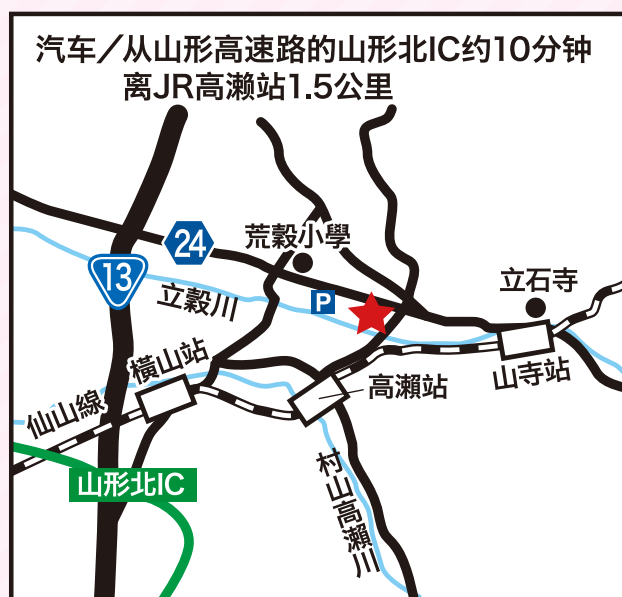 汽车／从山形高速路的山形北IC约10分钟
离JR高瀬站1.5公里
24
荒穀小學
13
P
立石寺
立穀川
橫山站
山寺站
高瀨站
仙山線
山形北IC
村山高瀨川